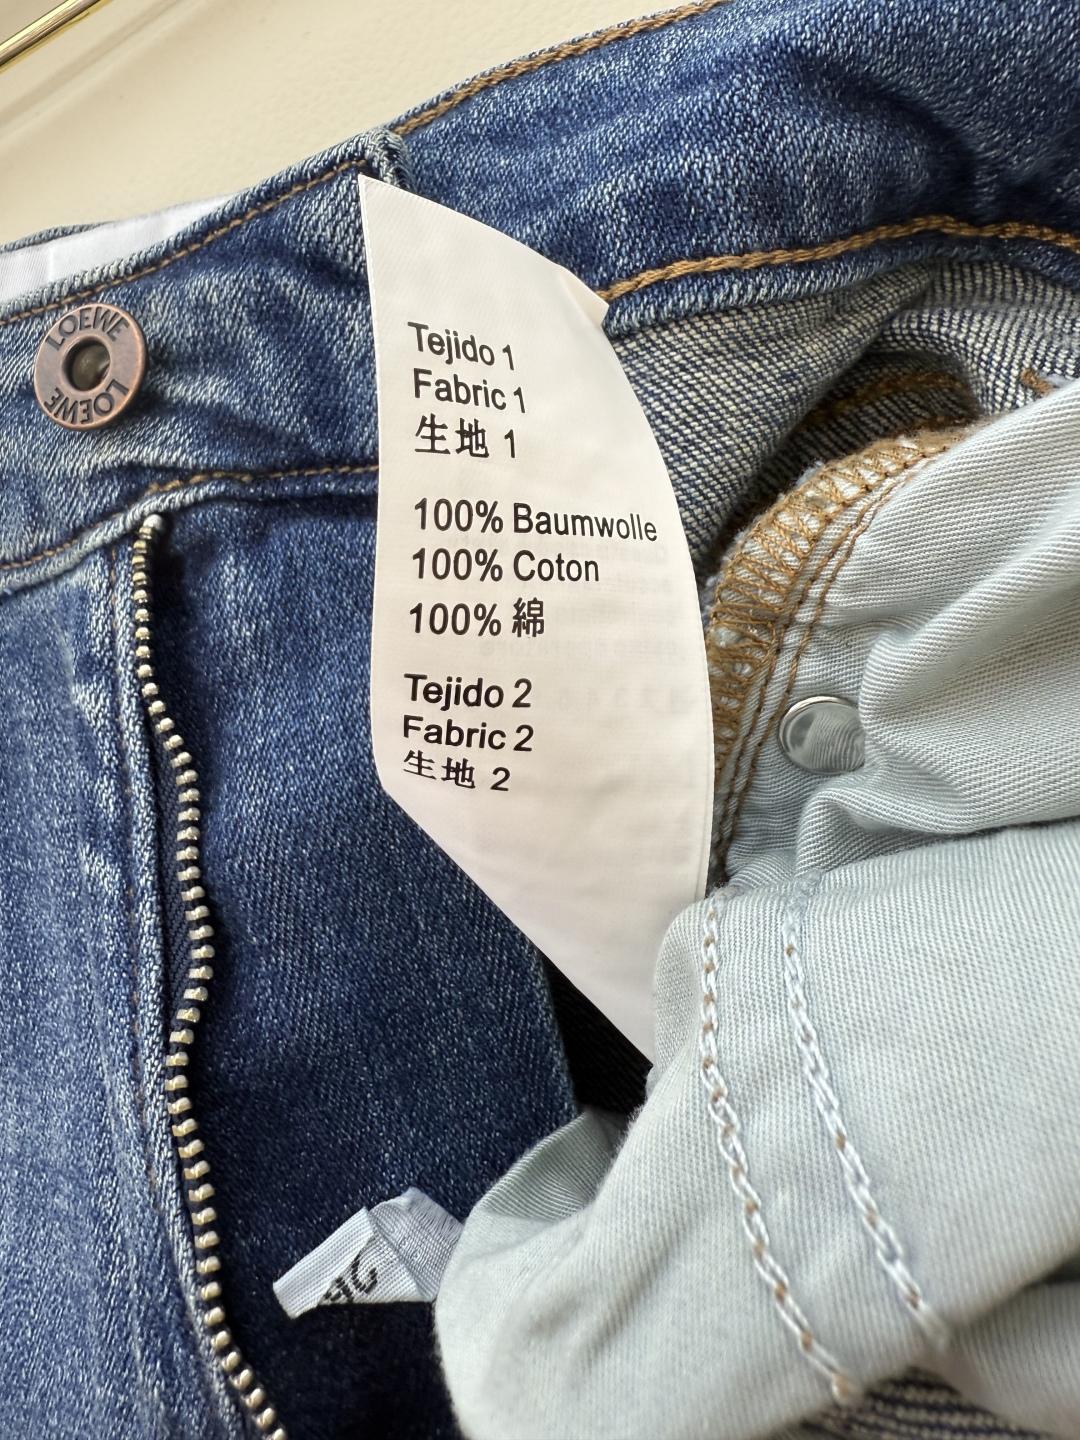 LOEWE
LOEWE
Tejido 1
Fabric 1
生地 1
100% Baumwolle
100% Coton
100% 綿
Tejido 2
Fabric 2
生地 2